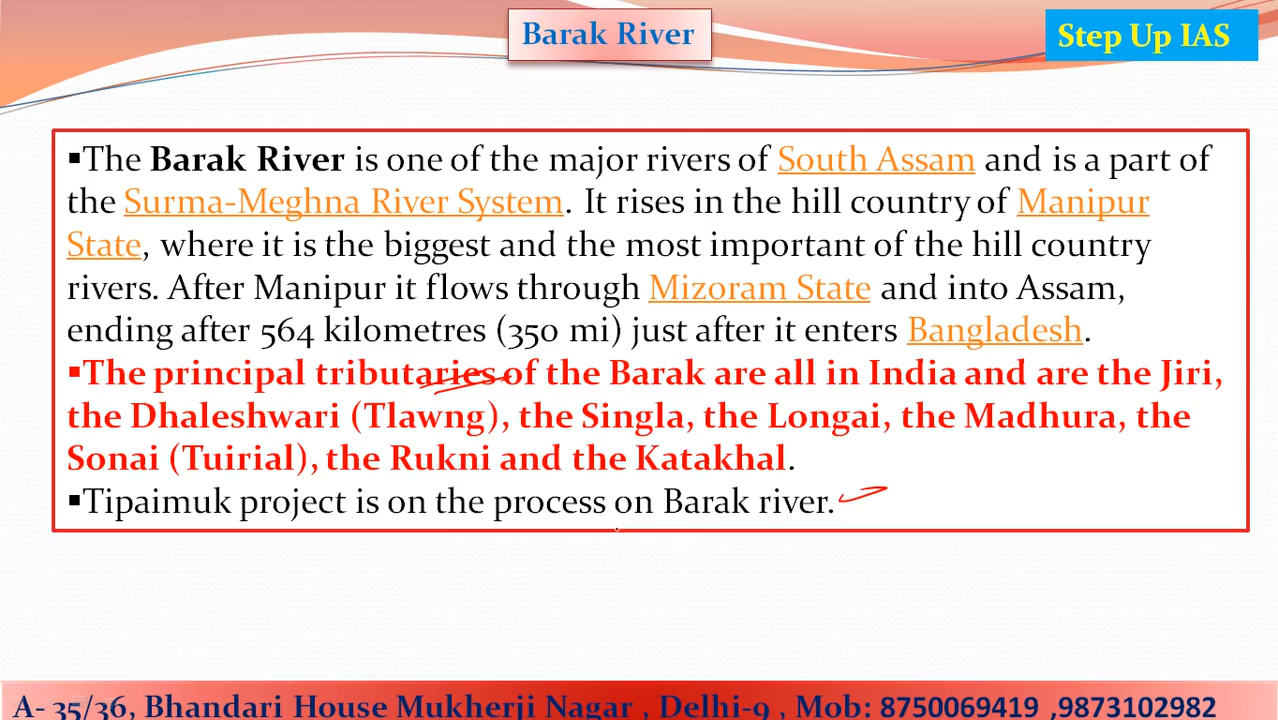 Barak River
Step Up IAS
▪The Barak River is one of the major rivers of South Assam and is a part of
the Surma-Meghna River System. It rises in the hill country of Manipur
State, where it is the biggest and the most important of the hill country
rivers. After Manipur it flows through Mizoram State and into Assam,
ending after 564 kilometres (350 mi) just after it enters Bangladesh.
▪The principal tributaries of the Barak are all in India and are the Jiri,
the Dhaleshwari (Tlawng), the Singla, the Longai, the Madhura, the
Sonai (Tuirial), the Rukni and the Katakhal.
▪Tipaimuk project is on the process on Barak river.
A- 35/36, Bhandari House Mukherji Nagar , Delhi-9 , Mob: 8750069419 ,9873102982